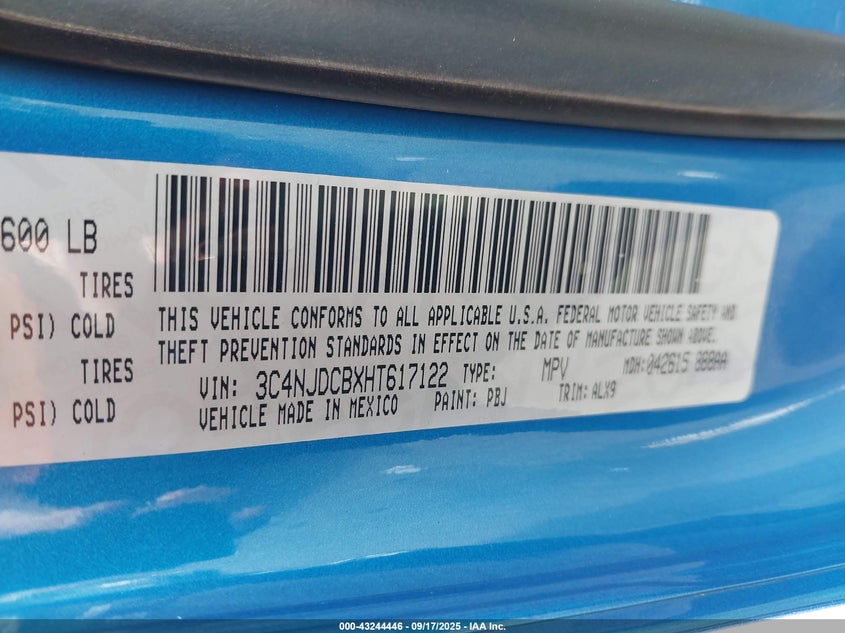 600 LB
TIRES
PSI) COLD
TIRES
PSI) COLD
THIS VEHICLE CONFORMS TO ALL APPLICABLE U.S.A. FEDERAL MOTOR VEHICLE SAFETY AND
THEFT PREVENTION STANDARDS IN EFFECT ON THE DATE OF MANUFACTURE SHOWN ABOVE.
VIN: 3C4NJDCBXHT617122 TYPE: MPV MDH: 042615 888AA
VEHICLE MADE IN MEXICO PAINT: PBJ TRIM: ALX9
000-43244446 - 09/17/2025 - IAA Inc.